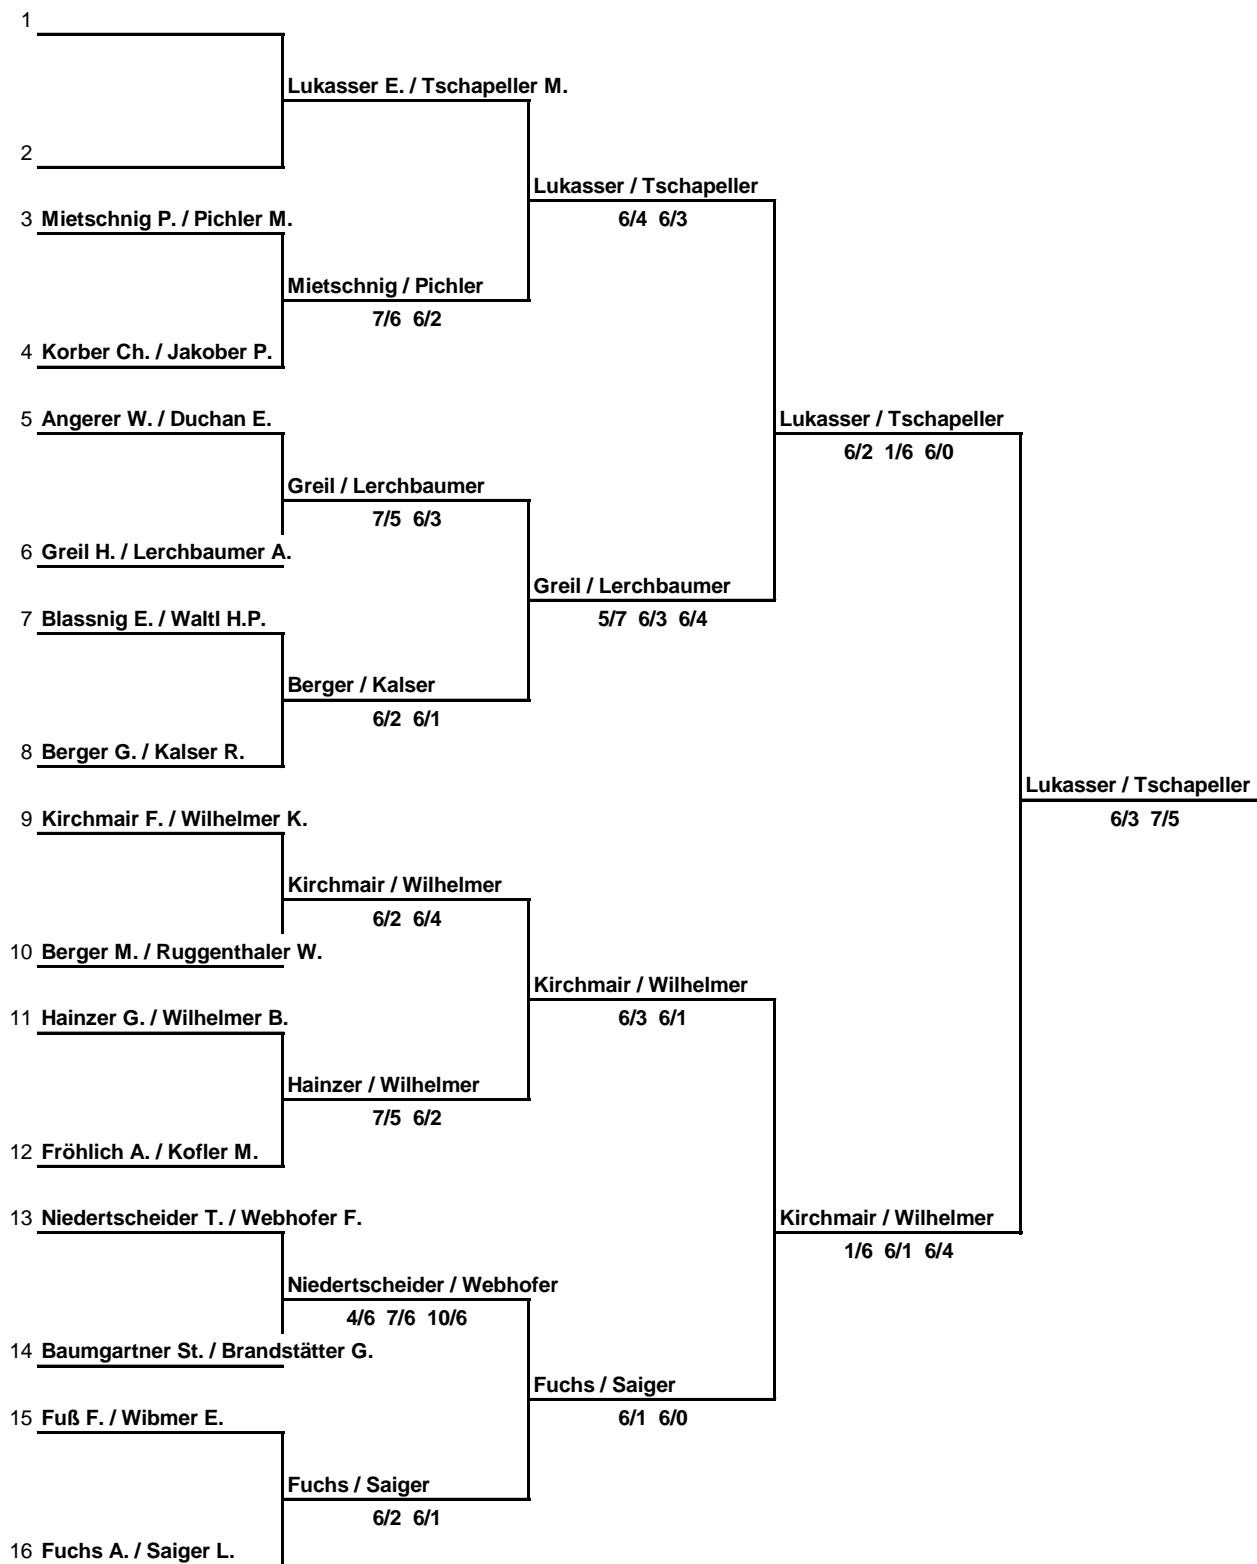 1
Lukasser E. / Tschapeller M.
2
Lukasser / Tschapeller
6/4 6/3
3 Mietschnig P. / Pichler M.
Mietschnig / Pichler
7/6 6/2
4 Korber Ch. / Jakober P.
5 Angerer W. / Duchan E.
Lukasser / Tschapeller
6/2 1/6 6/0
Greil / Lerchbaumer
7/5 6/3
6 Greil H. / Lerchbaumer A.
Greil / Lerchbaumer
5/7 6/3 6/4
7 Blassnig E. / Waltl H.P.
Berger / Kalser
6/2 6/1
8 Berger G. / Kalser R.
Lukasser / Tschapeller
6/3 7/5
9 Kirchmair F. / Wilhelmer K.
Kirchmair / Wilhelmer
6/2 6/4
10 Berger M. / Ruggenthaler W.
Kirchmair / Wilhelmer
6/3 6/1
11 Hainzer G. / Wilhelmer B.
Hainzer / Wilhelmer
7/5 6/2
12 Fröhlich A. / Kofler M.
13 Niedertscheider T. / Webhofer F.
Kirchmair / Wilhelmer
1/6 6/1 6/4
Niedertscheider / Webhofer
4/6 7/6 10/6
14 Baumgartner St. / Brandstätter G.
Fuchs / Saiger
6/1 6/0
15 Fuß F. / Wibmer E.
Fuchs / Saiger
6/2 6/1
16 Fuchs A. / Saiger L.